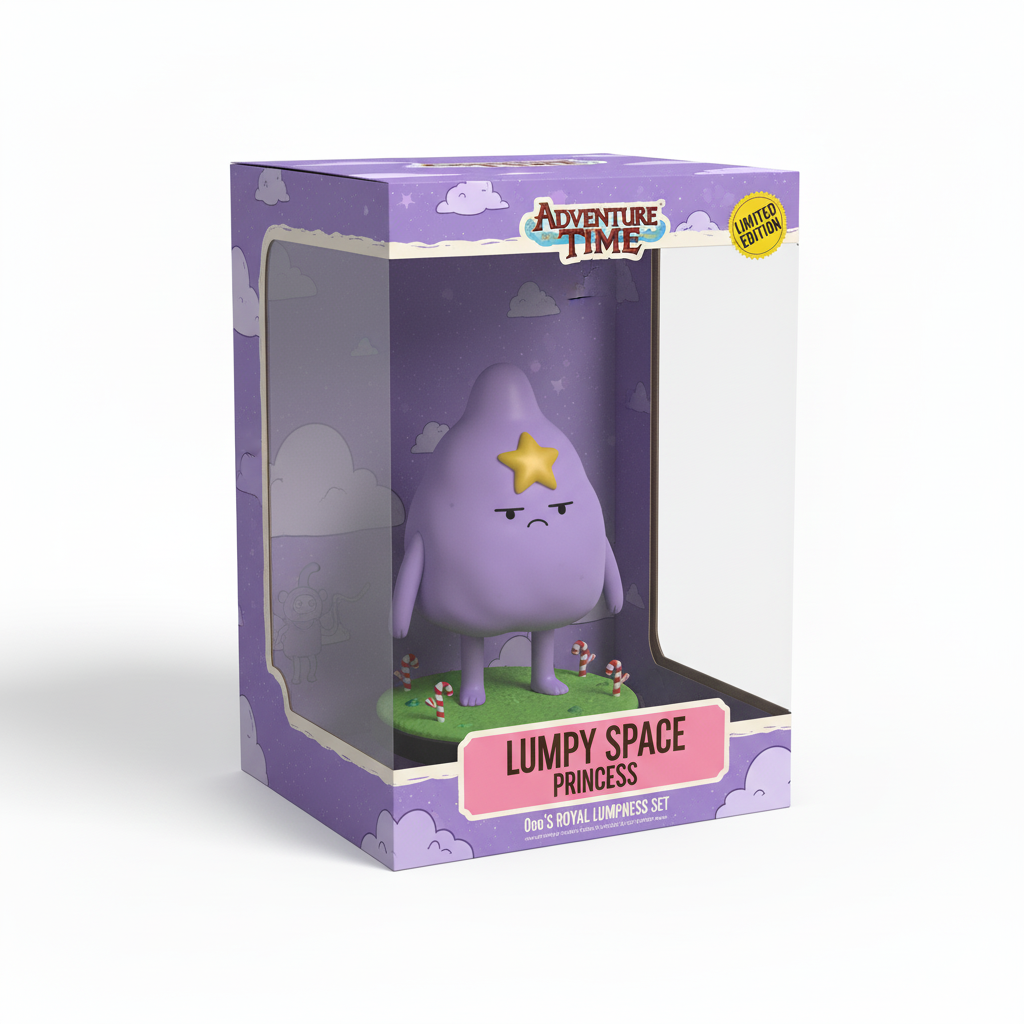 ADVENTURE
TIME
LIMITED
EDITION
LUMPY SPACE
PRINCESS
Ooo'S ROYAL LUMPNESS SET